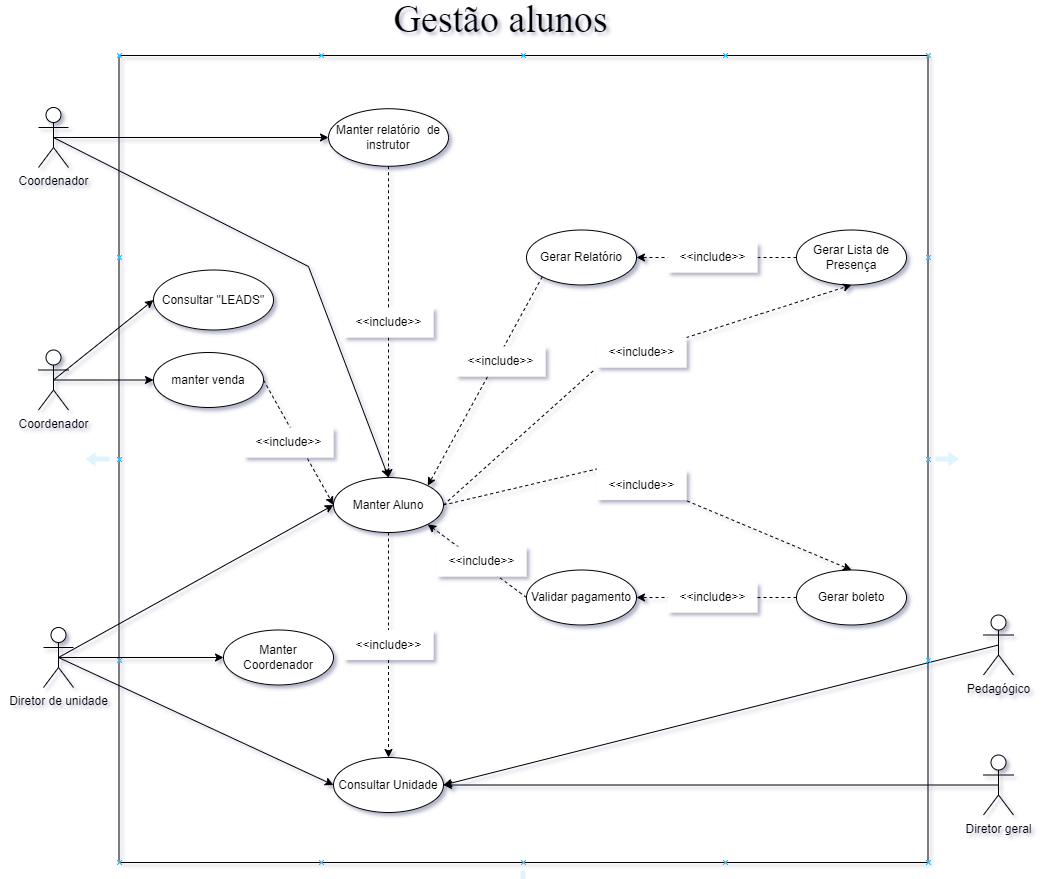 Gestão alunos
Manter relatório de
instrutor
Coordenador
Gerar Relatório
<<include>>
Gerar Lista de
Presença
Consultar "LEADS"
<<include>>
<<include>>
<<include>>
manter venda
Coordenador
<<include>>
<<include>>
Manter Aluno
<<include>>
Validar pagamento
<<include>>
Gerar boleto
<<include>>
Manter
Coordenador
Diretor de unidade
Pedagógico
Consultar Unidade
Diretor geral